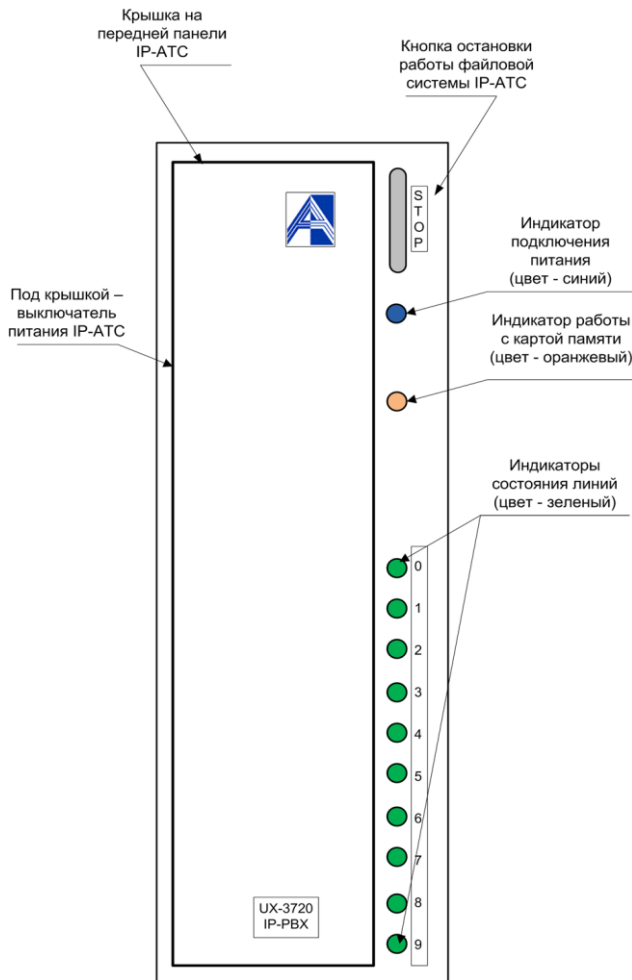 Крышка на
передней панели
IP-АТС
Кнопка остановки
работы файловой
системы IP-АТС
S
T
O
P
Индикатор
подключения
питания
(цвет - синий)
Под крышкой –
выключатель
питания IP-АТС
Индикатор работы
с картой памяти
(цвет - оранжевый)
Индикаторы
состояния линий
(цвет - зеленый)
0
1
2
3
4
5
6
7
8
9
UX-3720
IP-PBX